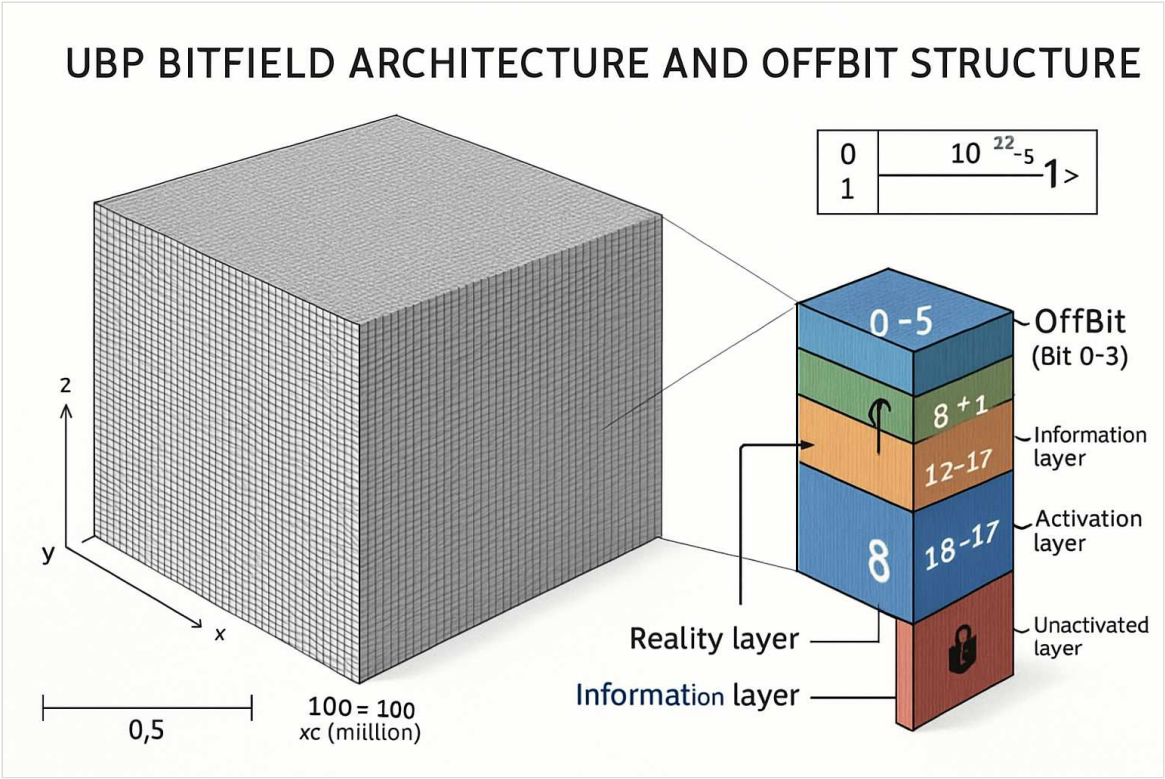 UBP BITFIELD ARCHITECTURE AND OFFBIT STRUCTURE
0
1
10 22-5
1>
0-5
OffBit
(Bit 0-3)
8+1
Information
layer
12-17
Activation
layer
8
18-17
Unactivated
layer
Reality layer
Information layer
2
y
x
0,5
100 = 100
xc (miillion)